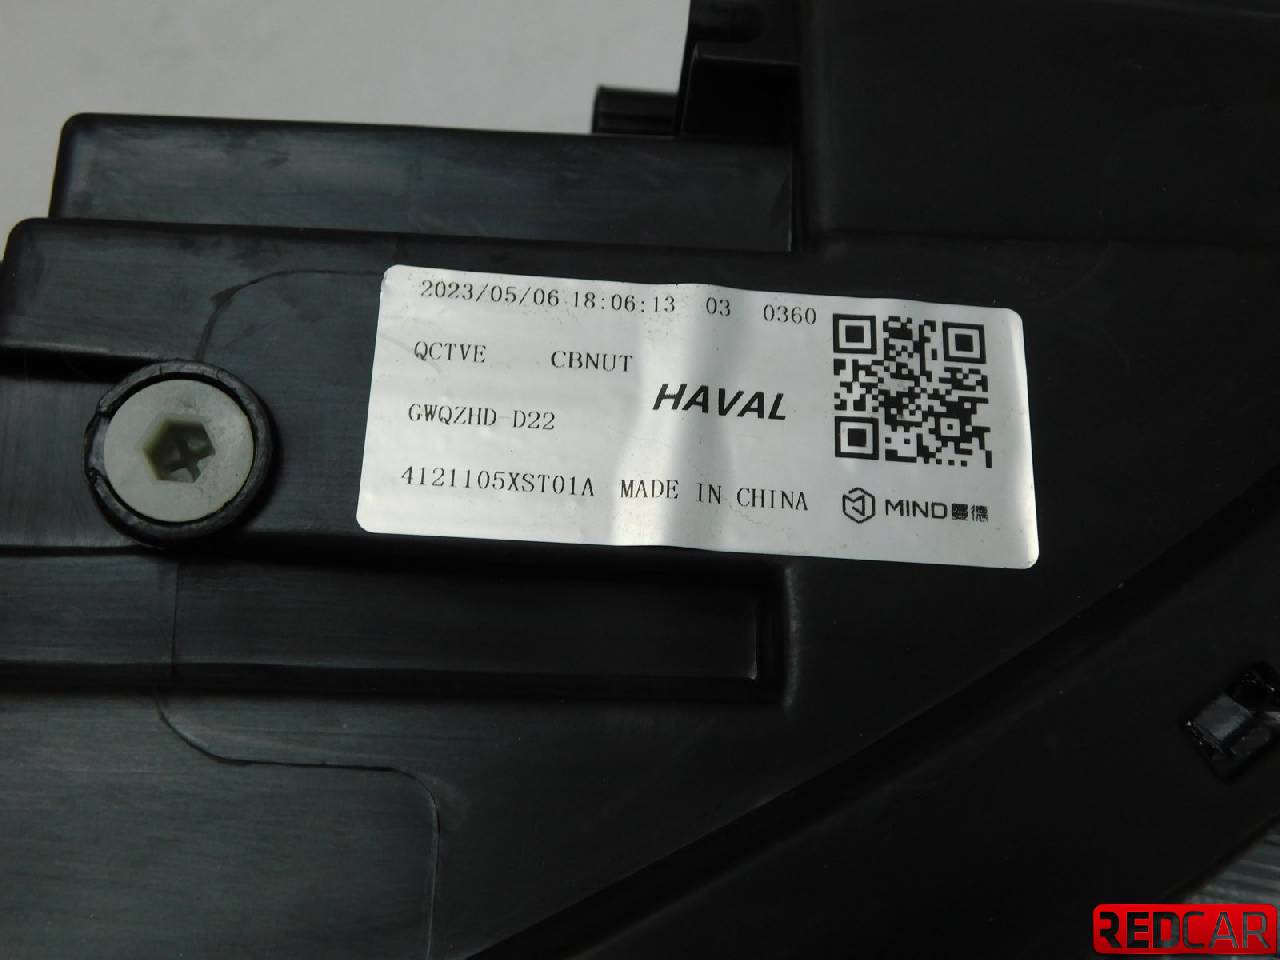 2023/05/06 18:06:13 03 0360
QCTVE CBNUT
HAVAL
GWQZHD-D22
4121105XST01A MADE IN CHINA
MIND曼德
REDCAR